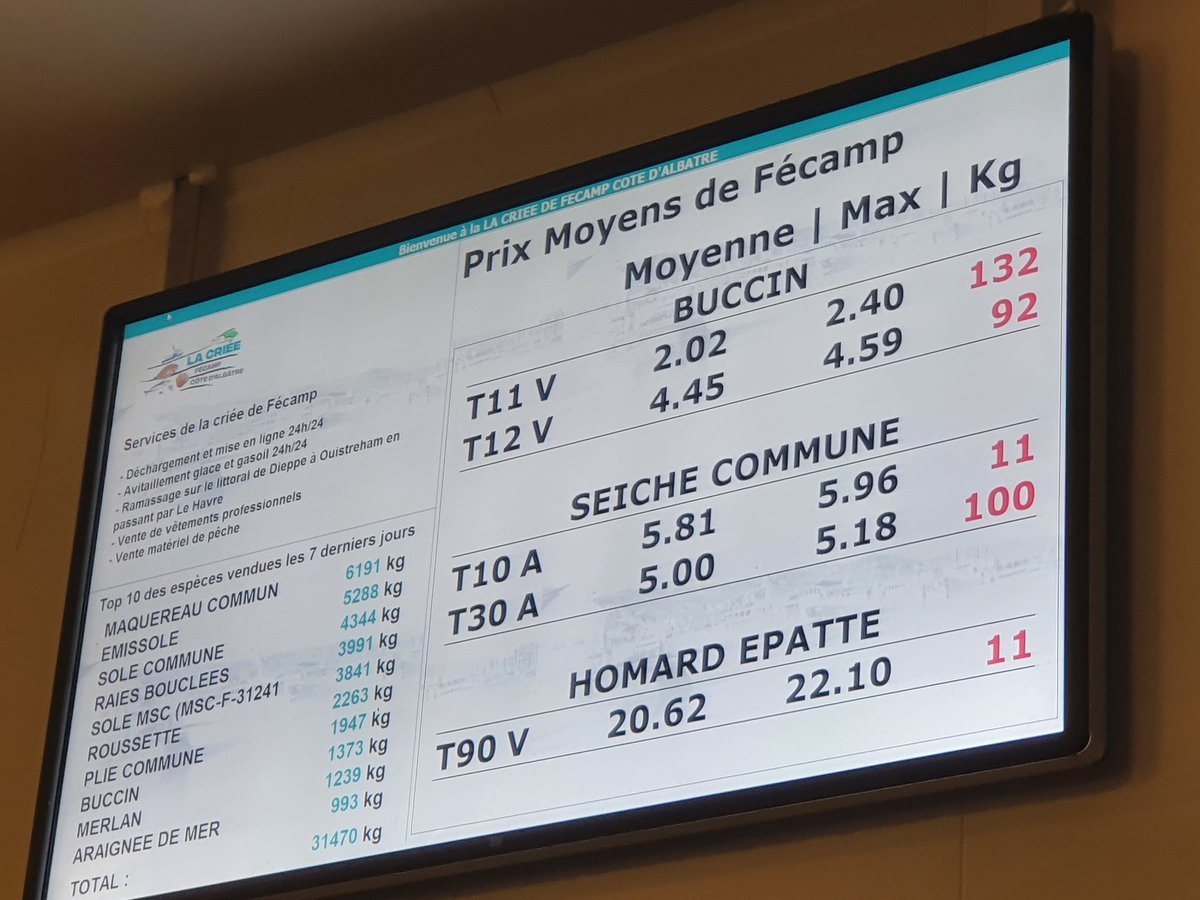 Bienvenue à la LA CRIEE DE FECAMP COTE D'ALBATRE
LA CRIÉE
FÉCAMP
CÔTE D'ALBÂTRE
Services de la criée de Fécamp
- Déchargement et mise en ligne 24h/24
- Avitaillement glace et gasoil 24h/24
- Ramassage sur le littoral de Dieppe à Ouistreham en
passant par Le Havre
- Vente de vêtements professionnels
- Vente matériel de pêche
Top 10 des espèces vendues les 7 derniers jours
MAQUEREAU COMMUN 6191 kg
EMISSOLE 5288 kg
SOLE COMMUNE 4344 kg
RAIES BOUCLEES 3991 kg
SOLE MSC (MSC-F-31241 3841 kg
ROUSSETTE 2263 kg
PLIE COMMUNE 1947 kg
BUCCIN 1373 kg
MERLAN 1239 kg
ARAIGNEE DE MER 993 kg
TOTAL : 31470 kg
Prix Moyens de Fécamp
Moyenne | Max | Kg
BUCCIN
T11 V 2.02 2.40 132
T12 V 4.45 4.59 92
SEICHE COMMUNE
T10 A 5.81 5.96 11
T30 A 5.00 5.18 100
HOMARD EPATTE
T90 V 20.62 22.10 11